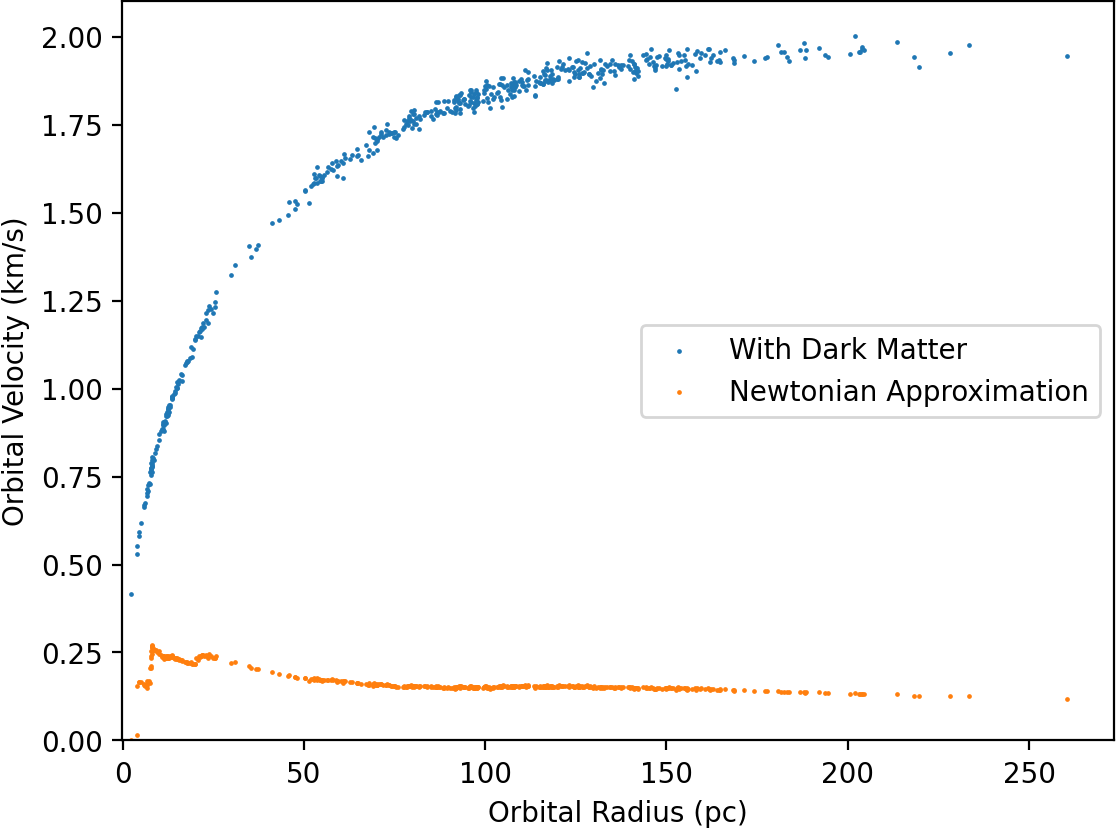 2.00
1.75
1.50
1.25
1.00
0.75
0.50
0.25
0.00
Orbital Velocity (km/s)
With Dark Matter
Newtonian Approximation
0 50 100 150 200 250
Orbital Radius (pc)